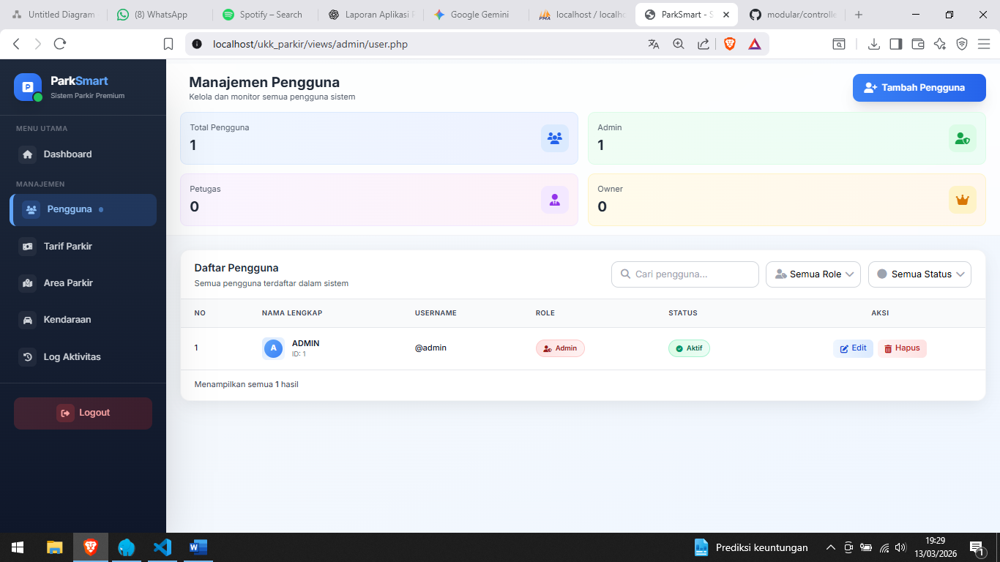 Untitled Diagram
(8) WhatsApp
Spotify – Search
Laporan Aplikasi
Google Gemini
localhost / localho
ParkSmart - S
modular/controlle
localhost/ukk_parkir/views/admin/user.php
ParkSmart
Sistem Parkir Premium
MENU UTAMA
Dashboard
MANAJEMEN
Pengguna
Tarif Parkir
Area Parkir
Kendaraan
Log Aktivitas
Logout
Manajemen Pengguna
Kelola dan monitor semua pengguna sistem
Tambah Pengguna
Total Pengguna
1
Admin
1
Petugas
0
Owner
0
Daftar Pengguna
Semua pengguna terdaftar dalam sistem
Cari pengguna...
Semua Role
Semua Status
NO NAMA LENGKAP USERNAME ROLE STATUS AKSI
1 A ADMIN @admin Admin Aktif Edit Hapus
ID: 1
Menampilkan semua 1 hasil
Prediksi keuntungan
19:29
13/03/2026
1